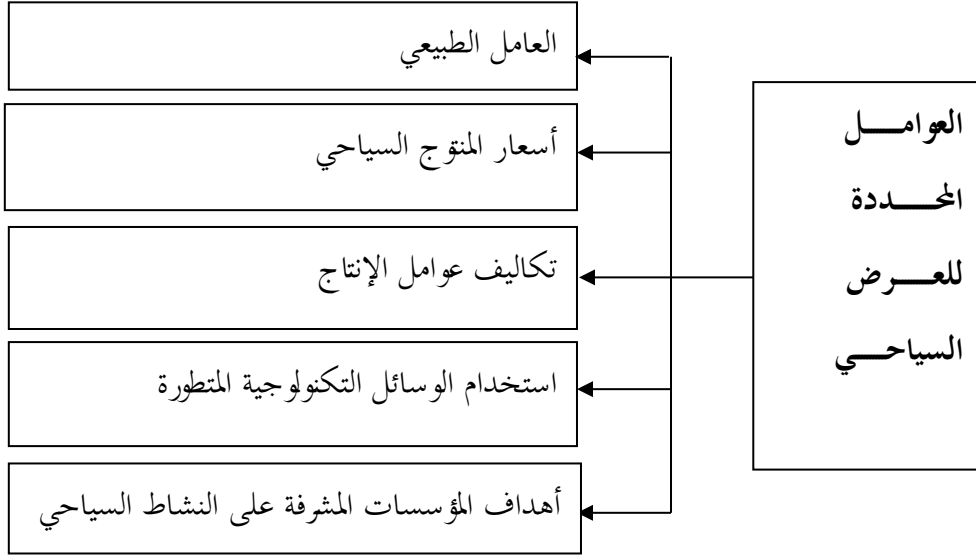 العوامل
المحددة
للعرض
السياحي
العامل الطبيعي
أسعار المنتوج السياحي
تكاليف عوامل الإنتاج
استخدام الوسائل التكنولوجية المتطورة
أهداف المؤسسات المشرفة على النشاط السياحي